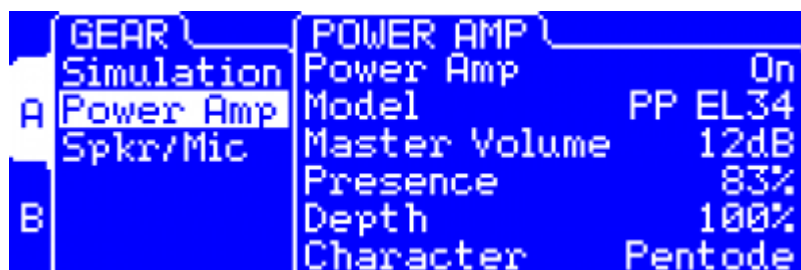 GEAR POWER AMP
Simulation Power Amp On
A Power Amp Model PP EL34
Spkr/Mic Master Volume 12dB
Presence 83%
B Depth 100%
Character Pentode